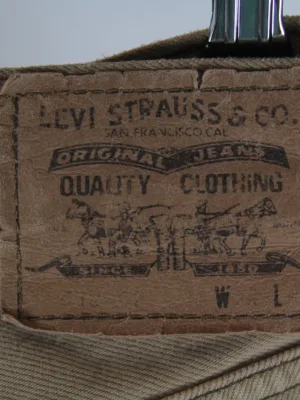 LEVI STRAUSS & CO.
SAN FRANCISCO CAL
ORIGINAL JEANS
QUALITY CLOTHING
SINCE 1850
W L